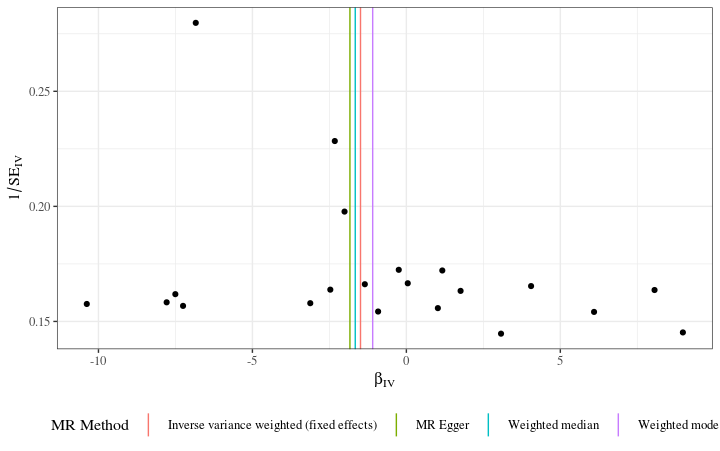 0.25
0.20
0.15
1/SE_IV
-10 -5 0 5
β_IV
MR Method Inverse variance weighted (fixed effects) MR Egger Weighted median Weighted mode